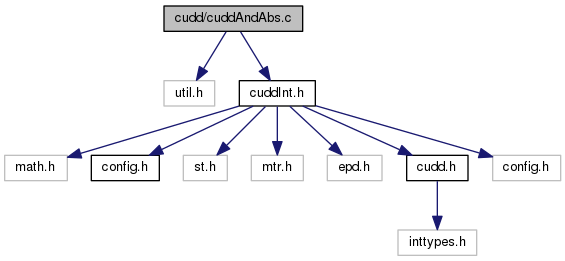 cudd/cuddAndAbs.c
util.h
cuddInt.h
math.h
config.h
st.h
mtr.h
epd.h
cudd.h
config.h
inttypes.h